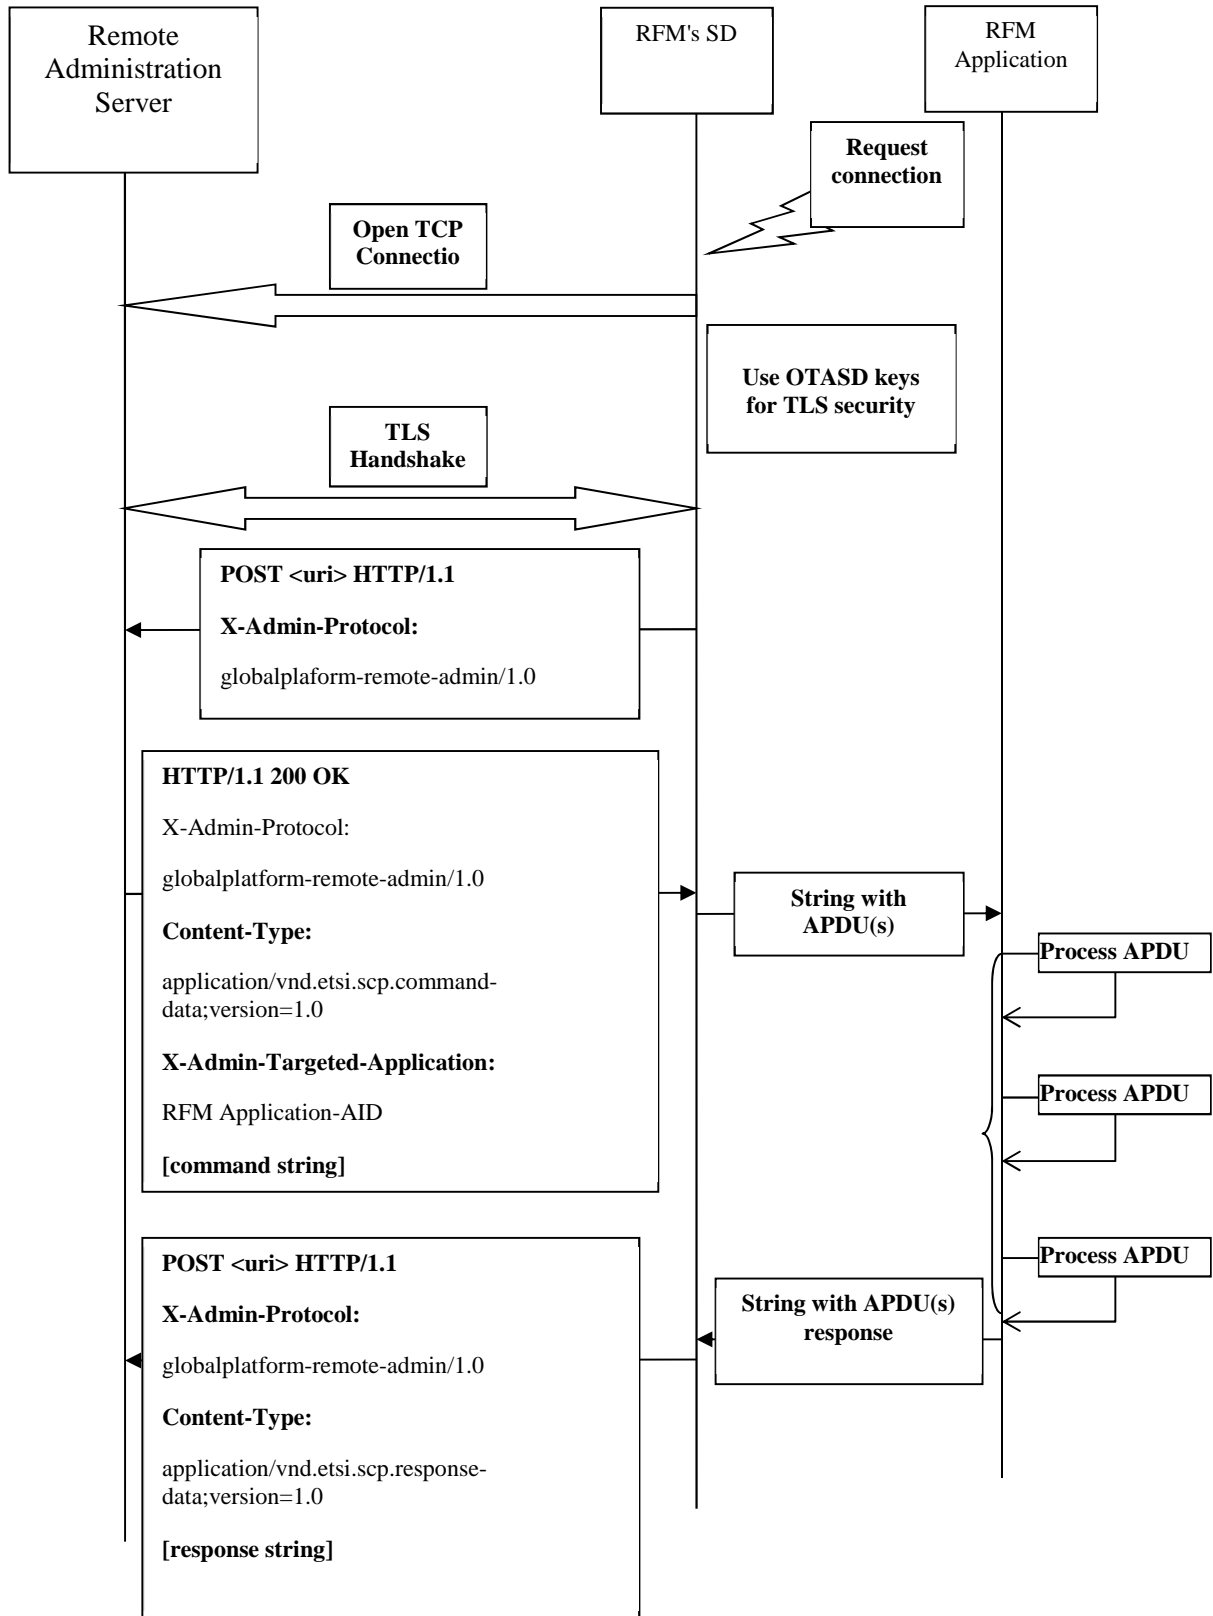 Remote
Administration
Server
RFM's SD
RFM
Application
Request
connection
Open TCP
Connectio
Use OTASD keys
for TLS security
TLS
Handshake
POST <uri> HTTP/1.1
X-Admin-Protocol:
globalplaform-remote-admin/1.0
HTTP/1.1 200 OK
X-Admin-Protocol:
globalplatform-remote-admin/1.0
Content-Type:
application/vnd.etsi.scp.command-
data;version=1.0
X-Admin-Targeted-Application:
RFM Application-AID
[command string]
String with
APDU(s)
Process APDU
Process APDU
Process APDU
String with APDU(s)
response
POST <uri> HTTP/1.1
X-Admin-Protocol:
globalplatform-remote-admin/1.0
Content-Type:
application/vnd.etsi.scp.response-
data;version=1.0
[response string]